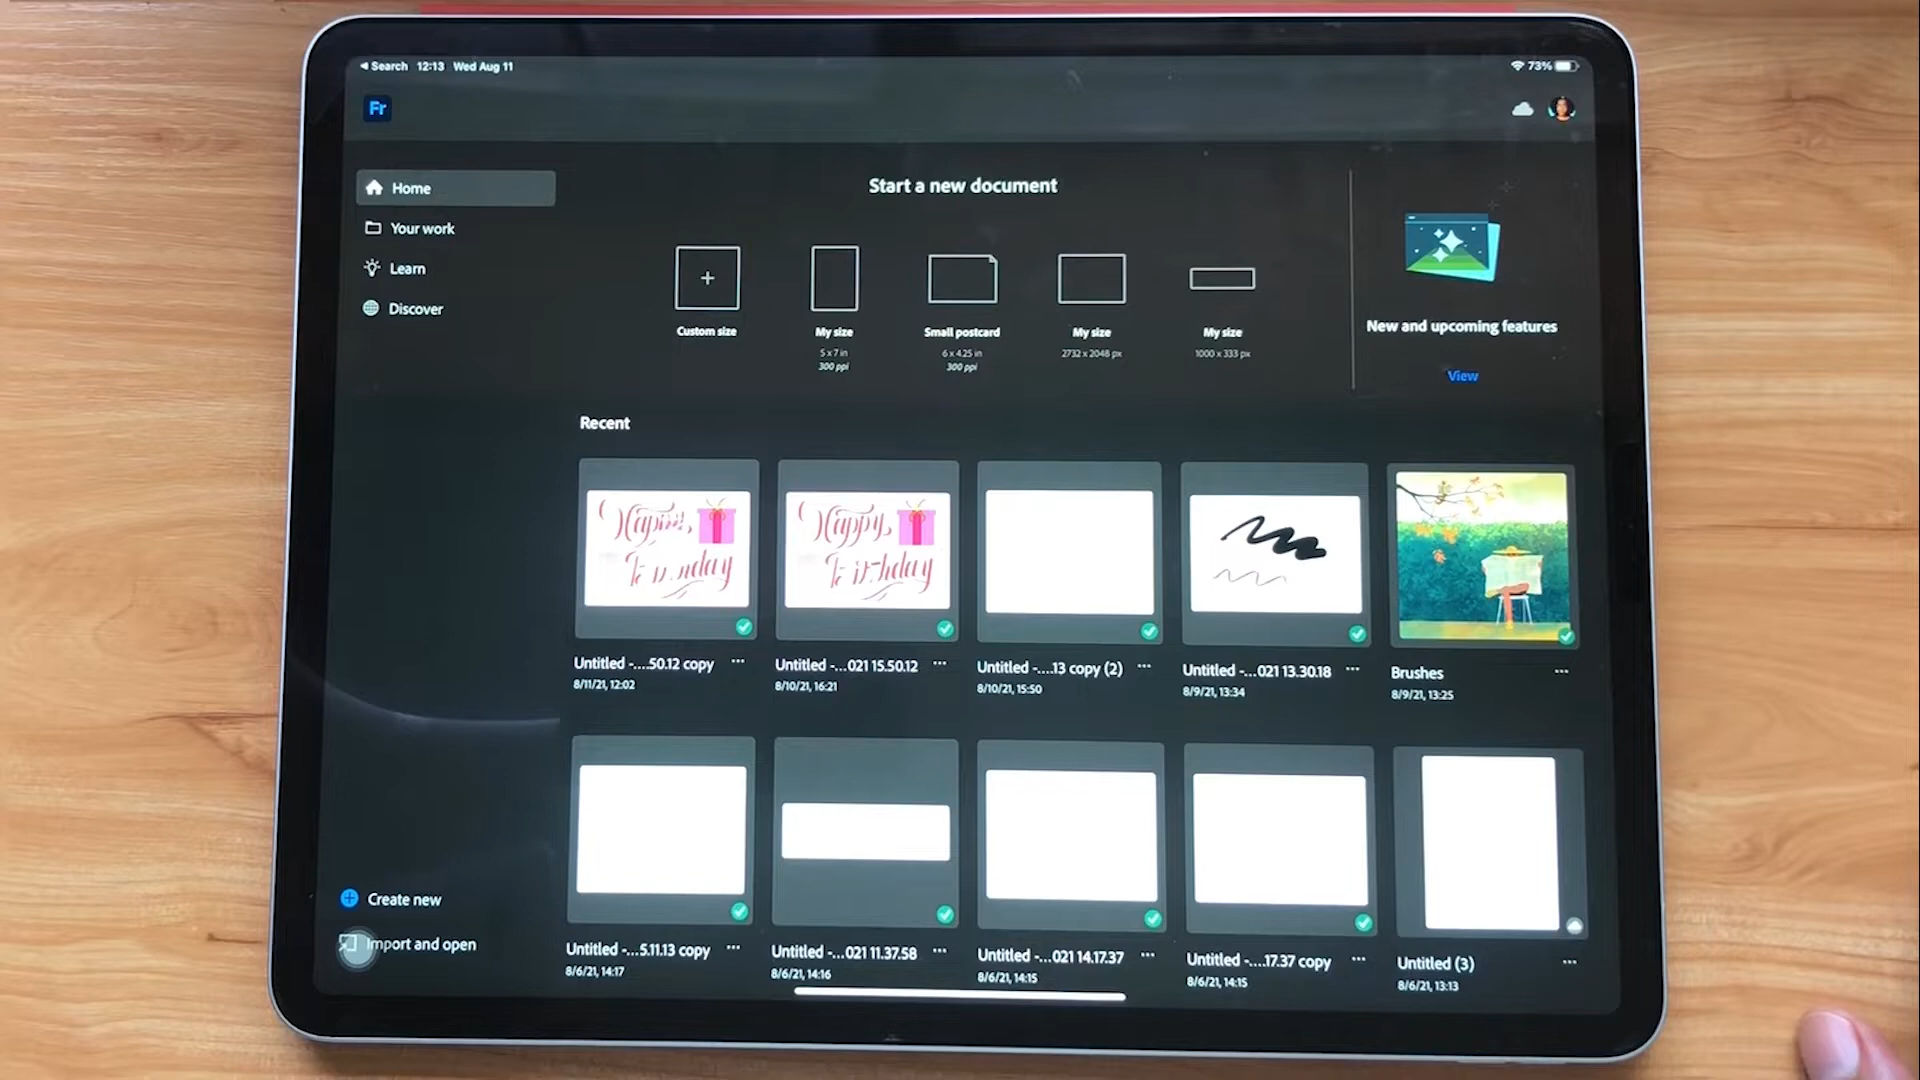 Search 12:13 Wed Aug 11
73%
Fr
Home
Your work
Learn
Discover
Start a new document
Custom size
My size
5 x 7 in
300 ppi
Small postcard
6 x 4.25 in
300 ppi
My size
2732 x 2048 px
My size
1000 x 333 px
New and upcoming features
View
Recent
Happy
Happy
Birthday
Untitled -....50.12 copy ...
8/11/21, 12:02
Untitled -...021 15.50.12 ...
8/10/21, 16:21
Untitled -....13 copy (2) ...
8/10/21, 15:50
Untitled -...021 13.30.18 ...
8/9/21, 13:34
Brushes ...
8/9/21, 13:25
Untitled -...5.11.13 copy ...
8/6/21, 14:17
Untitled -...021 11.37.58 ...
8/6/21, 14:16
Untitled -...021 14.17.37 ...
8/6/21, 14:15
Untitled -....17.37 copy ...
8/6/21, 14:15
Untitled (3) ...
8/6/21, 13:13
Create new
Import and open